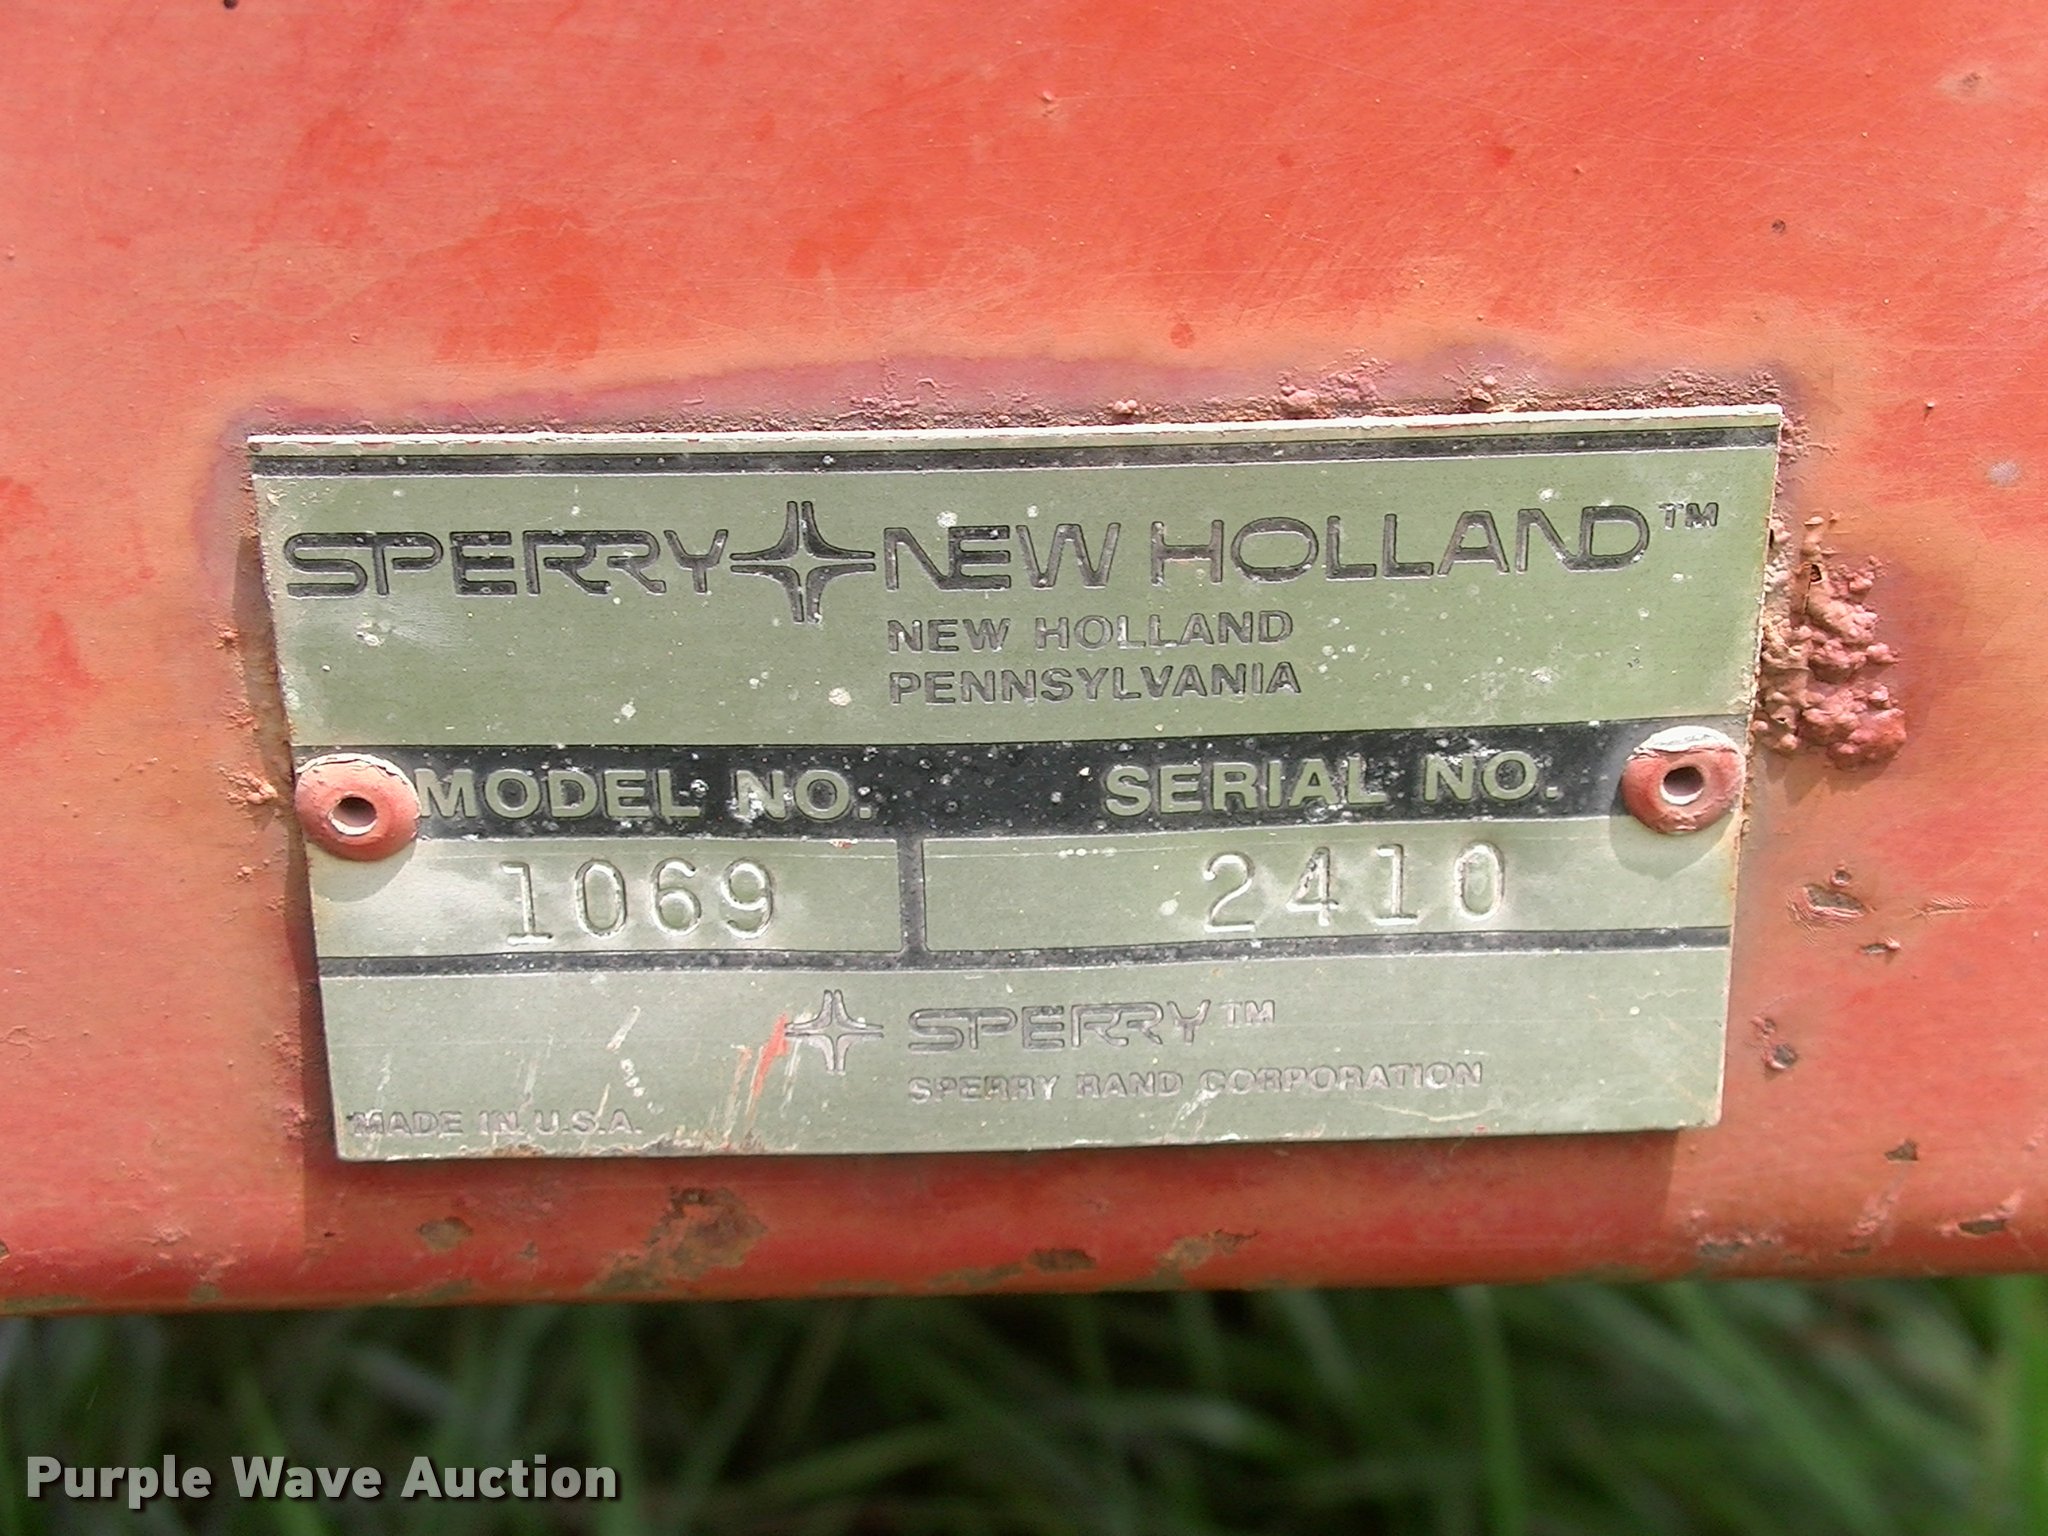 SPERRY NEW HOLLAND™
NEW HOLLAND
PENNSYLVANIA
MODEL NO. SERIAL NO.
1069 2410
SPERRY™
SPERRY RAND CORPORATION
MADE IN U.S.A.
Purple Wave Auction